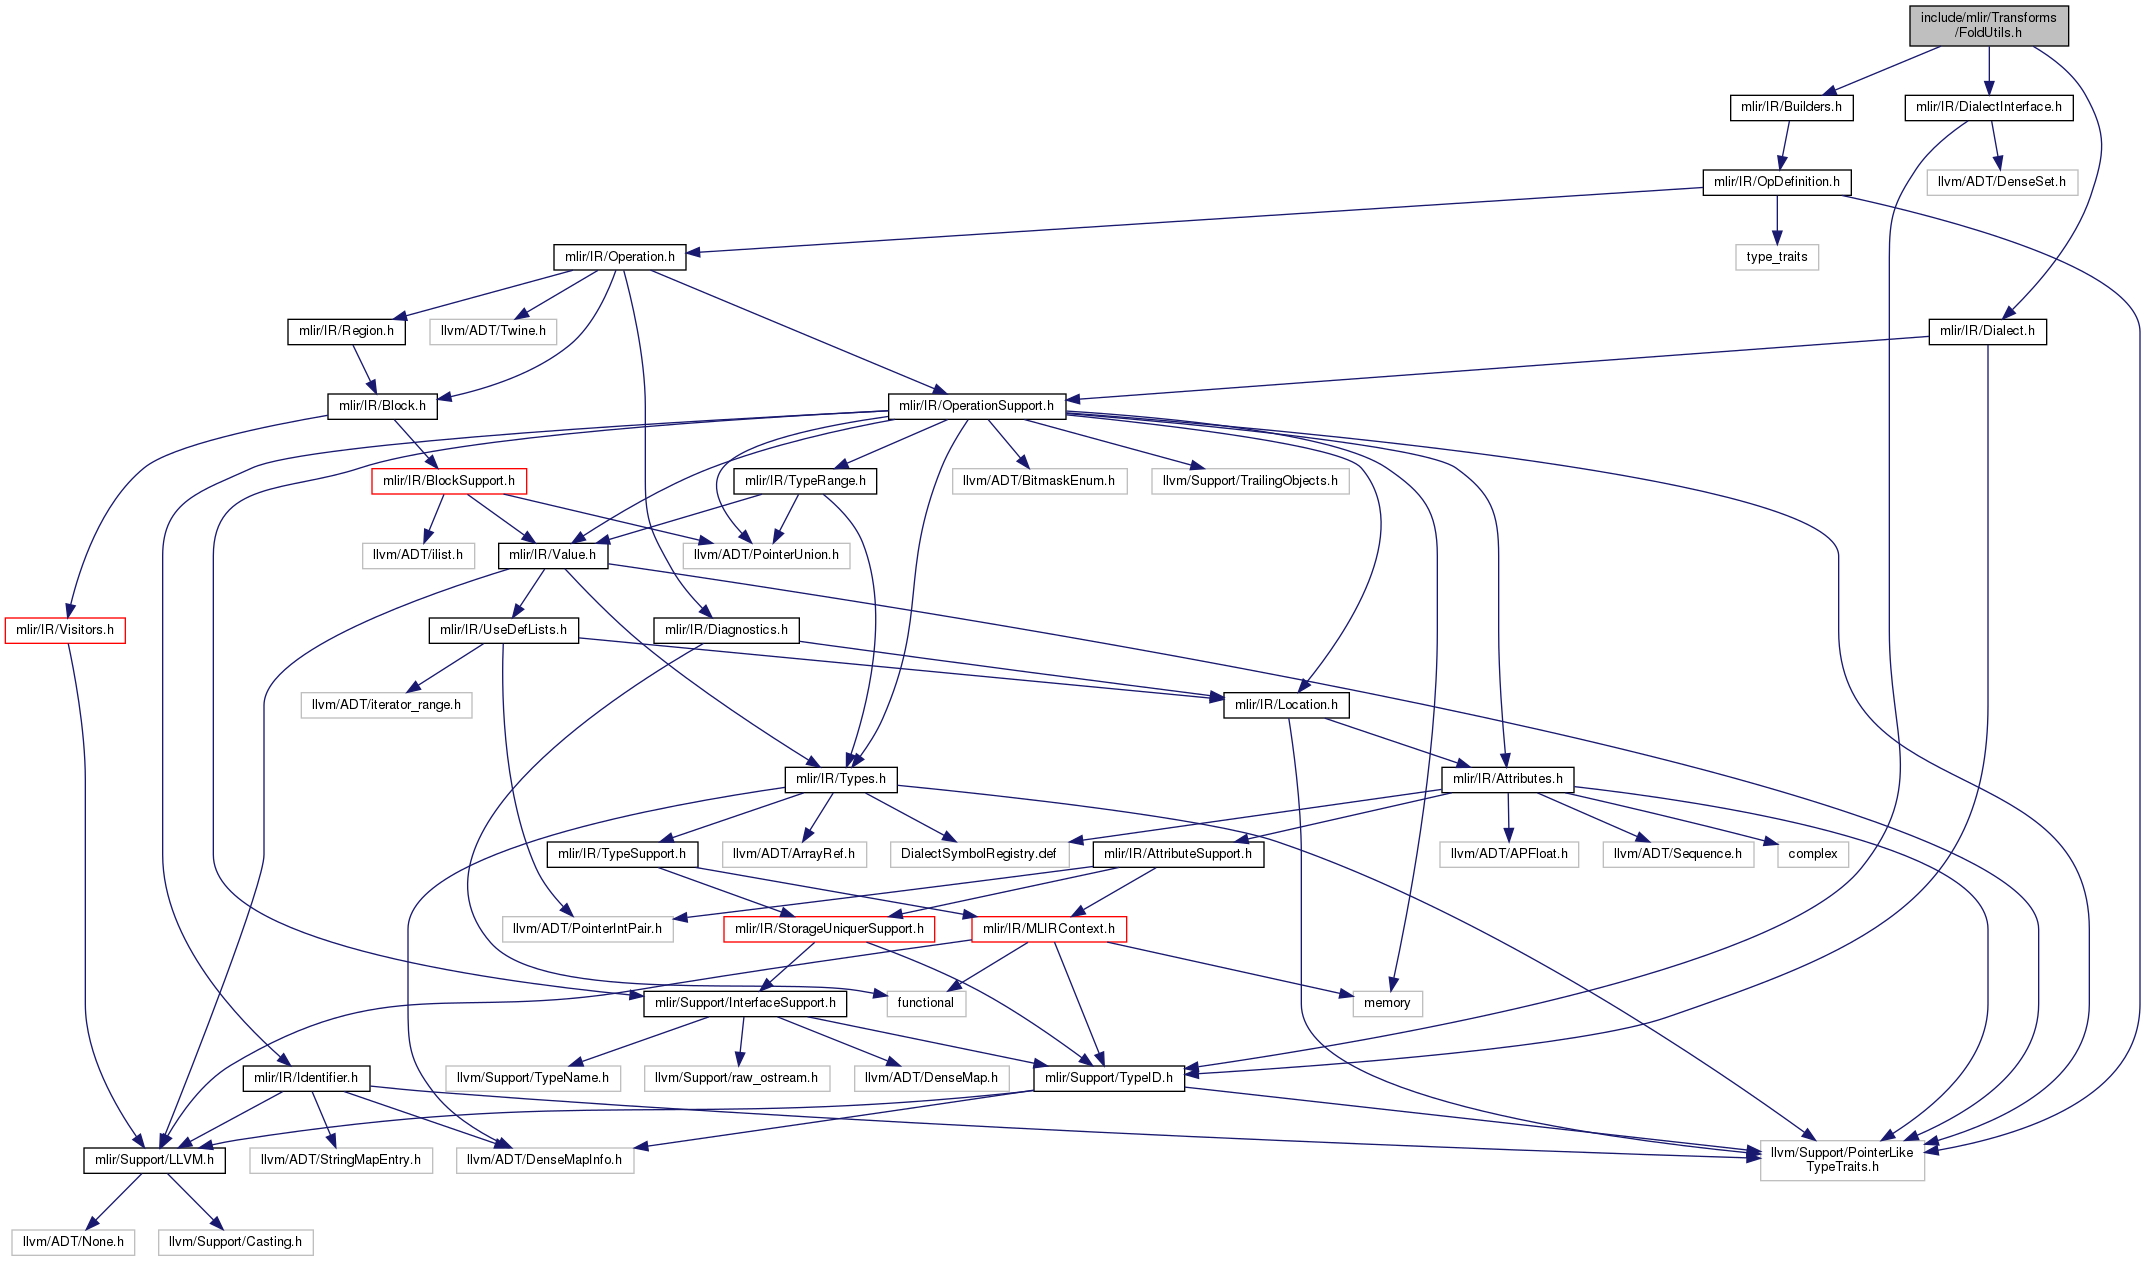 include/mlir/Transforms
/FoldUtils.h
mlir/IR/Builders.h
mlir/IR/DialectInterface.h
mlir/IR/OpDefinition.h
llvm/ADT/DenseSet.h
mlir/IR/Operation.h
type_traits
mlir/IR/Region.h
llvm/ADT/Twine.h
mlir/IR/Dialect.h
mlir/IR/Block.h
mlir/IR/OperationSupport.h
mlir/IR/BlockSupport.h
mlir/IR/TypeRange.h
llvm/ADT/BitmaskEnum.h
llvm/Support/TrailingObjects.h
llvm/ADT/ilist.h
mlir/IR/Value.h
llvm/ADT/PointerUnion.h
mlir/IR/Visitors.h
mlir/IR/UseDefLists.h
mlir/IR/Diagnostics.h
llvm/ADT/iterator_range.h
mlir/IR/Location.h
mlir/IR/Types.h
mlir/IR/Attributes.h
mlir/IR/TypeSupport.h
llvm/ADT/ArrayRef.h
DialectSymbolRegistry.def
mlir/IR/AttributeSupport.h
llvm/ADT/APFloat.h
llvm/ADT/Sequence.h
complex
llvm/ADT/PointerIntPair.h
mlir/IR/StorageUniquerSupport.h
mlir/IR/MLIRContext.h
mlir/Support/InterfaceSupport.h
functional
memory
mlir/IR/Identifier.h
llvm/Support/TypeName.h
llvm/Support/raw_ostream.h
llvm/ADT/DenseMap.h
mlir/Support/TypeID.h
mlir/Support/LLVM.h
llvm/ADT/StringMapEntry.h
llvm/ADT/DenseMapInfo.h
llvm/Support/PointerLike
TypeTraits.h
llvm/ADT/None.h
llvm/Support/Casting.h